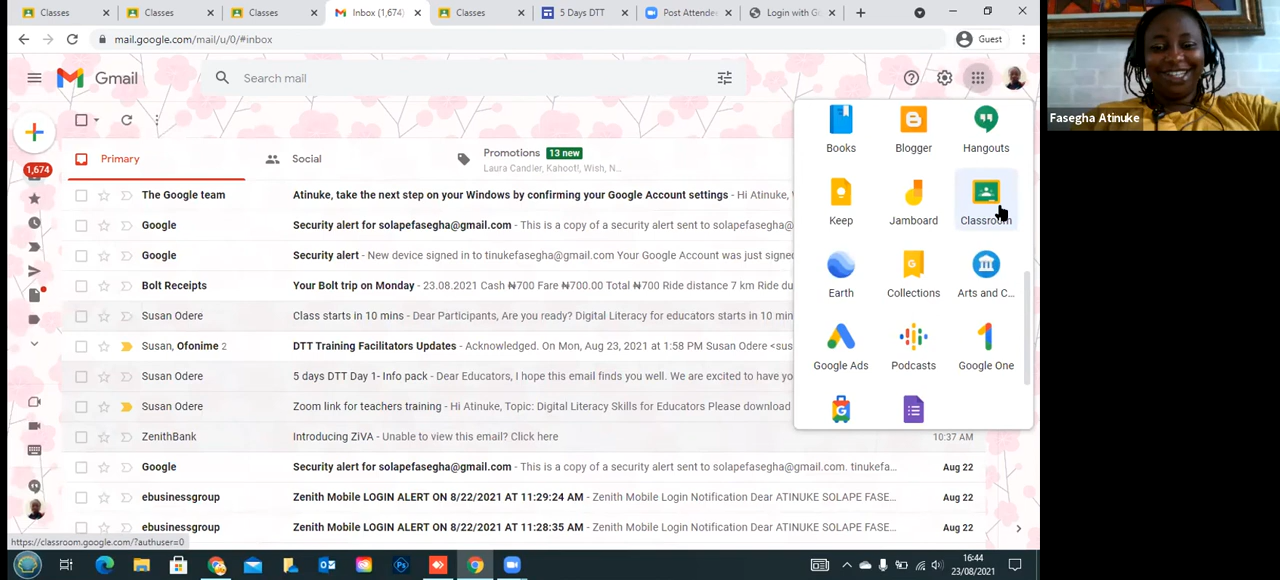 Classes
Classes
Classes
Inbox (1,674)
Classes
5 Days DTT
Post Attende
Login with G
mail.google.com/mail/u/0/#inbox
Guest
Fasegha Atinuke
Gmail
Search mail
1,674
Primary
Social
Promotions 13 new
Laura Candler, Kahoot!, Wish, N...
The Google team Atinuke, take the next step on your Windows by confirming your Google Account settings - Hi Atinuke,
Google Security alert for solapefasegha@gmail.com - This is a copy of a security alert sent to solapefasegha@
Google Security alert - New device signed in to tinukefasegha@gmail.com Your Google Account was just signed
Bolt Receipts Your Bolt trip on Monday - 23.08.2021 Cash ₦700 Fare ₦700.00 Total ₦700 Ride distance 7 km Ride du
Susan Odere Class starts in 10 mins - Dear Participants, Are you ready? Digital Literacy for educators starts in 10 min
Susan, Ofonime 2 DTT Training Facilitators Updates - Acknowledged. On Mon, Aug 23, 2021 at 1:58 PM Susan Odere <sus
Susan Odere 5 days DTT Day 1- Info pack - Dear Educators, I hope this email finds you well. We are excited to have yo
Susan Odere Zoom link for teachers training - Hi Atinuke, Topic: Digital Literacy Skills for Educators Please download
ZenithBank Introducing ZiVA - Unable to view this email? Click here 10:37 AM
Google Security alert for solapefasegha@gmail.com - This is a copy of a security alert sent to solapefasegha@gmail.com. tinukefa... Aug 22
ebusinessgroup Zenith Mobile LOGIN ALERT ON 8/22/2021 AT 11:29:24 AM - Zenith Mobile Login Notification Dear ATINUKE SOLAPE FASE... Aug 22
ebusinessgroup Zenith Mobile LOGIN ALERT ON 8/22/2021 AT 11:28:35 AM - Zenith Mobile Login Notification Dear ATINUKE SOLAPE FASE... Aug 22
Books Blogger Hangouts
Keep Jamboard Classroom
Earth Collections Arts and C...
Google Ads Podcasts Google One
https://classroom.google.com/?authuser=0
16:44
23/08/2021